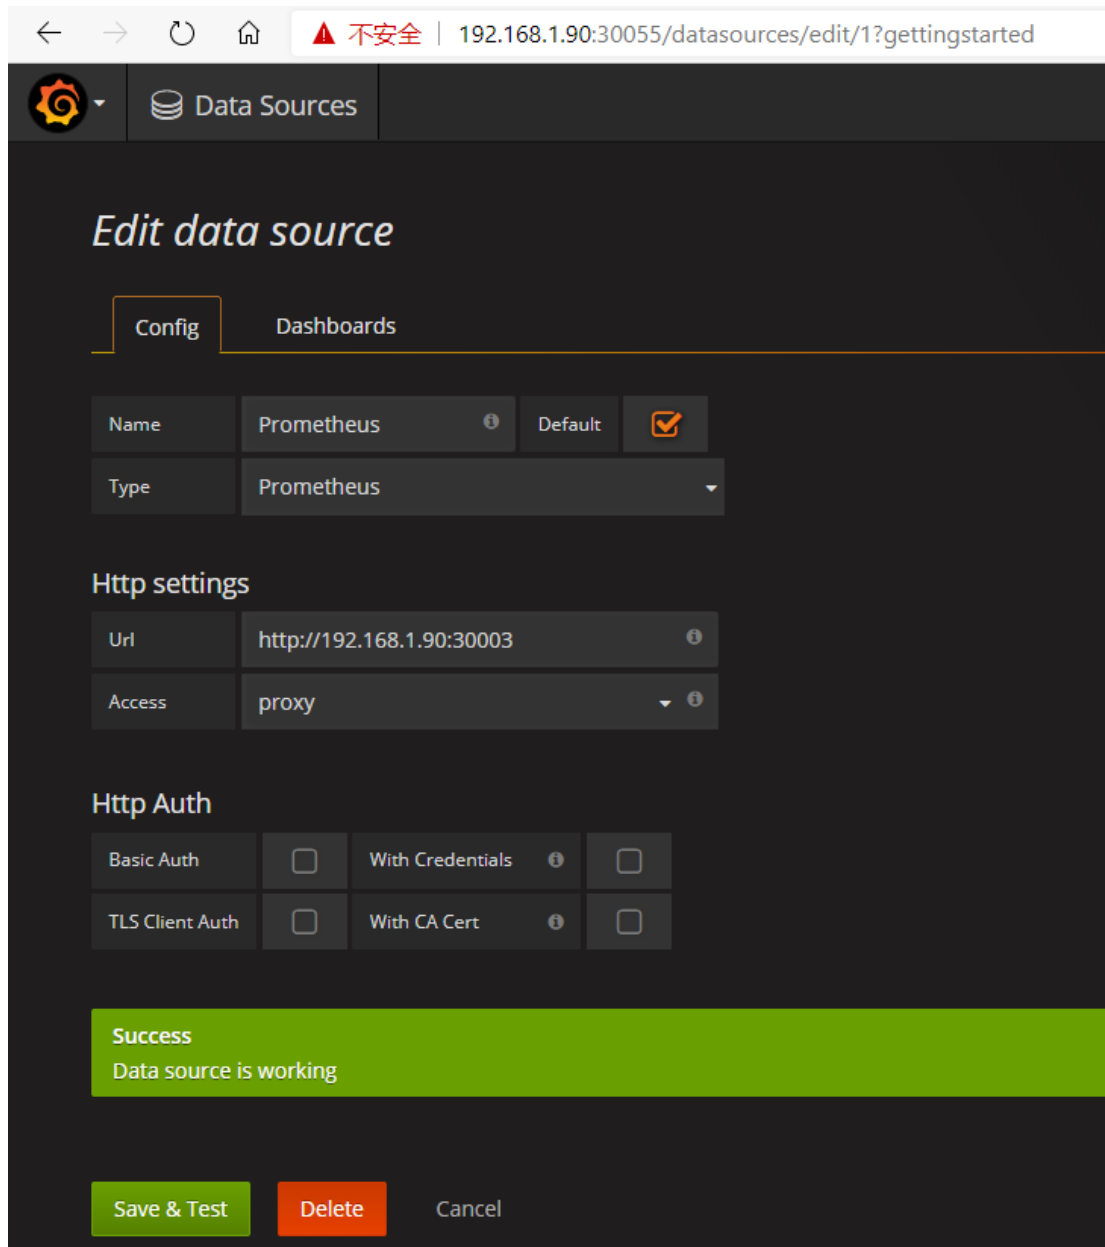 不安全 192.168.1.90:30055/datasources/edit/1?gettingstarted
Data Sources
Edit data source
Config Dashboards
Name Prometheus Default
Type Prometheus
Http settings
Url http://192.168.1.90:30003
Access proxy
Http Auth
Basic Auth With Credentials
TLS Client Auth With CA Cert
Success
Data source is working
Save & Test Delete Cancel